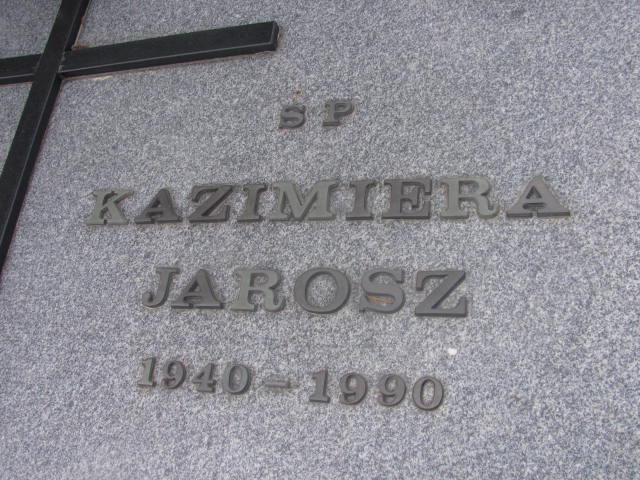 SP
KAZIMIERA
JAROSZ
1940-1990